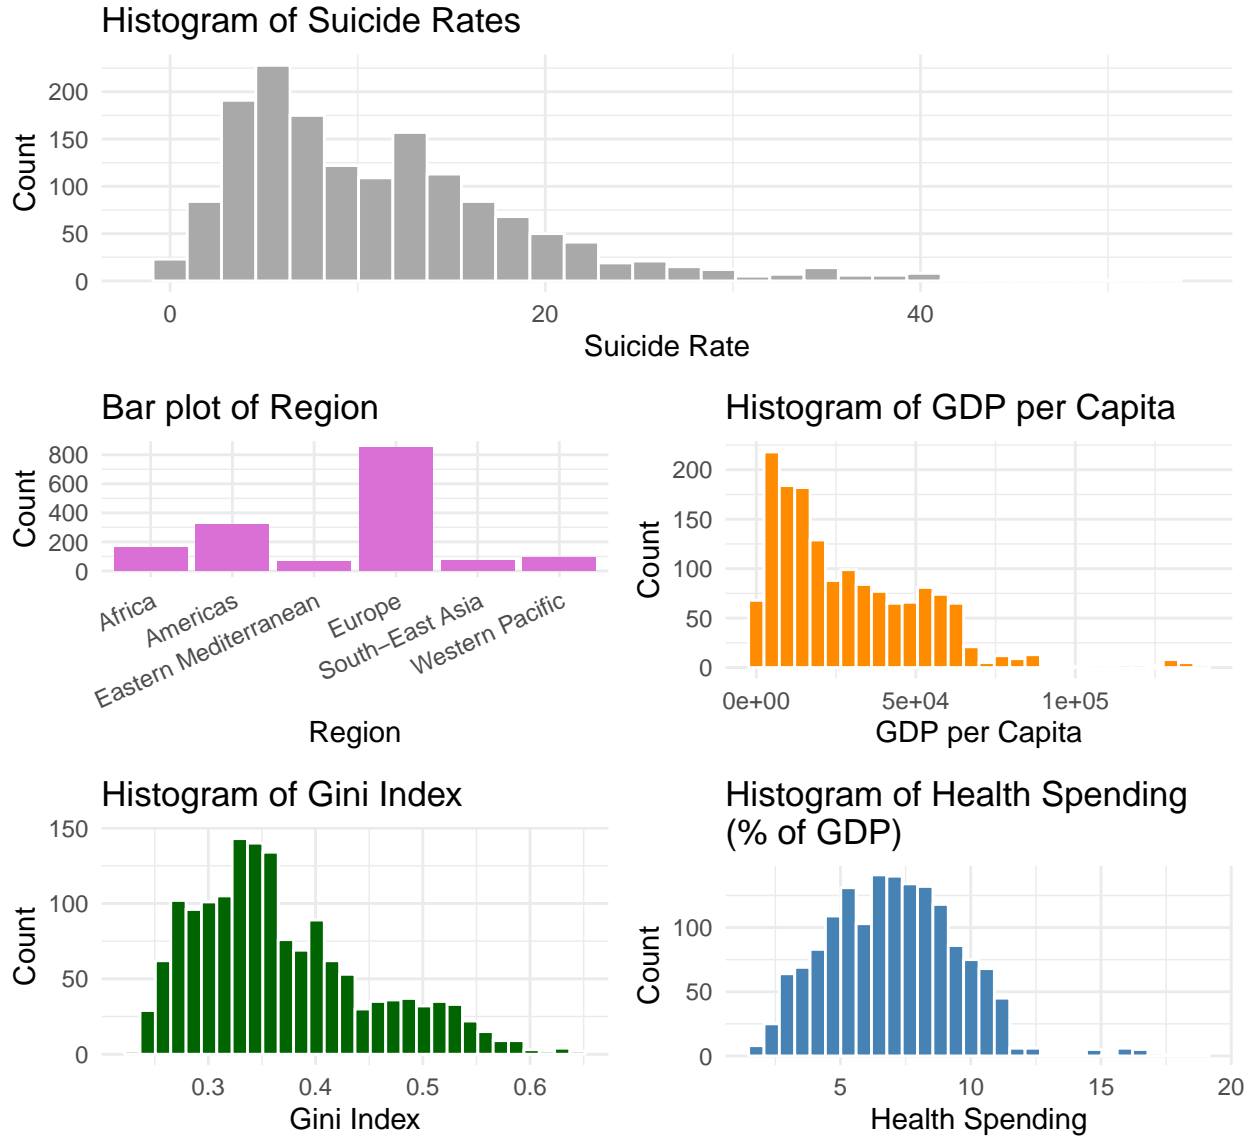 Histogram of Suicide Rates
200
150
100
50
0
Count
0
20
40
Suicide Rate
Bar plot of Region
800
600
400
200
0
Count
Africa
Americas
Eastern Mediterranean
Europe
South−East Asia
Western Pacific
Region
Histogram of GDP per Capita
200
150
100
50
0
Count
0e+00
5e+04
1e+05
GDP per Capita
Histogram of Gini Index
150
100
50
0
Count
0.3
0.4
0.5
0.6
Gini Index
Histogram of Health Spending
(% of GDP)
100
50
0
Count
5
10
15
20
Health Spending